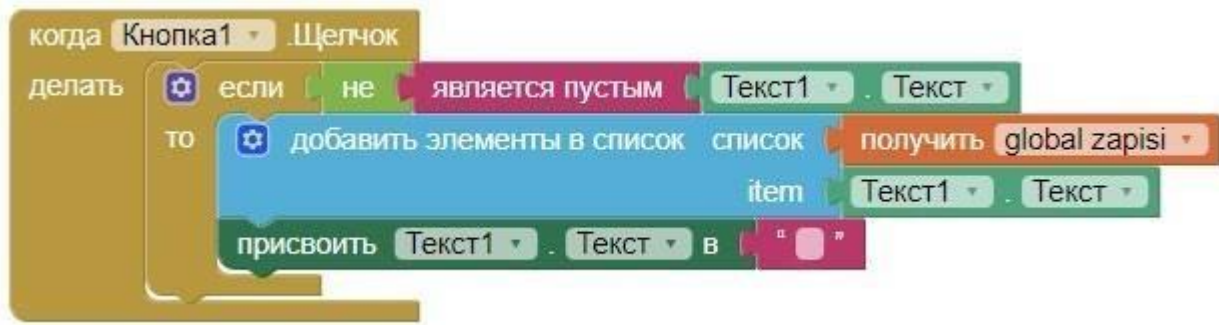 когда Кнопка1 .Щелчок
делать если не является пустым Текст1 . Текст
то добавить элементы в список список получить global zapisi
item Текст1 . Текст
присвоить Текст1 . Текст в “ ”